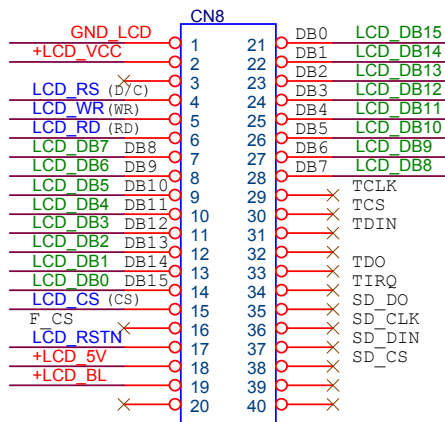 CN8
GND_LCD 1 21 DB0 LCD_DB15
+LCD_VCC 2 22 DB1 LCD_DB14
3 23 DB2 LCD_DB13
LCD_RS (D/C) 4 24 DB3 LCD_DB12
LCD_WR (WR) 5 25 DB4 LCD_DB11
LCD_RD (RD) 6 26 DB5 LCD_DB10
LCD_DB7 DB8 7 27 DB6 LCD_DB9
LCD_DB6 DB9 8 28 DB7 LCD_DB8
LCD_DB5 DB10 9 29 TCLK
LCD_DB4 DB11 10 30 TCS
LCD_DB3 DB12 11 31 TDIN
LCD_DB2 DB13 12 32
LCD_DB1 DB14 13 33 TDO
LCD_DB0 DB15 14 34 TIRQ
LCD_CS (CS) 15 35 SD_DO
F_CS 16 36 SD_CLK
LCD_RSTN 17 37 SD_DIN
+LCD_5V 18 38 SD_CS
+LCD_BL 19 39
20 40